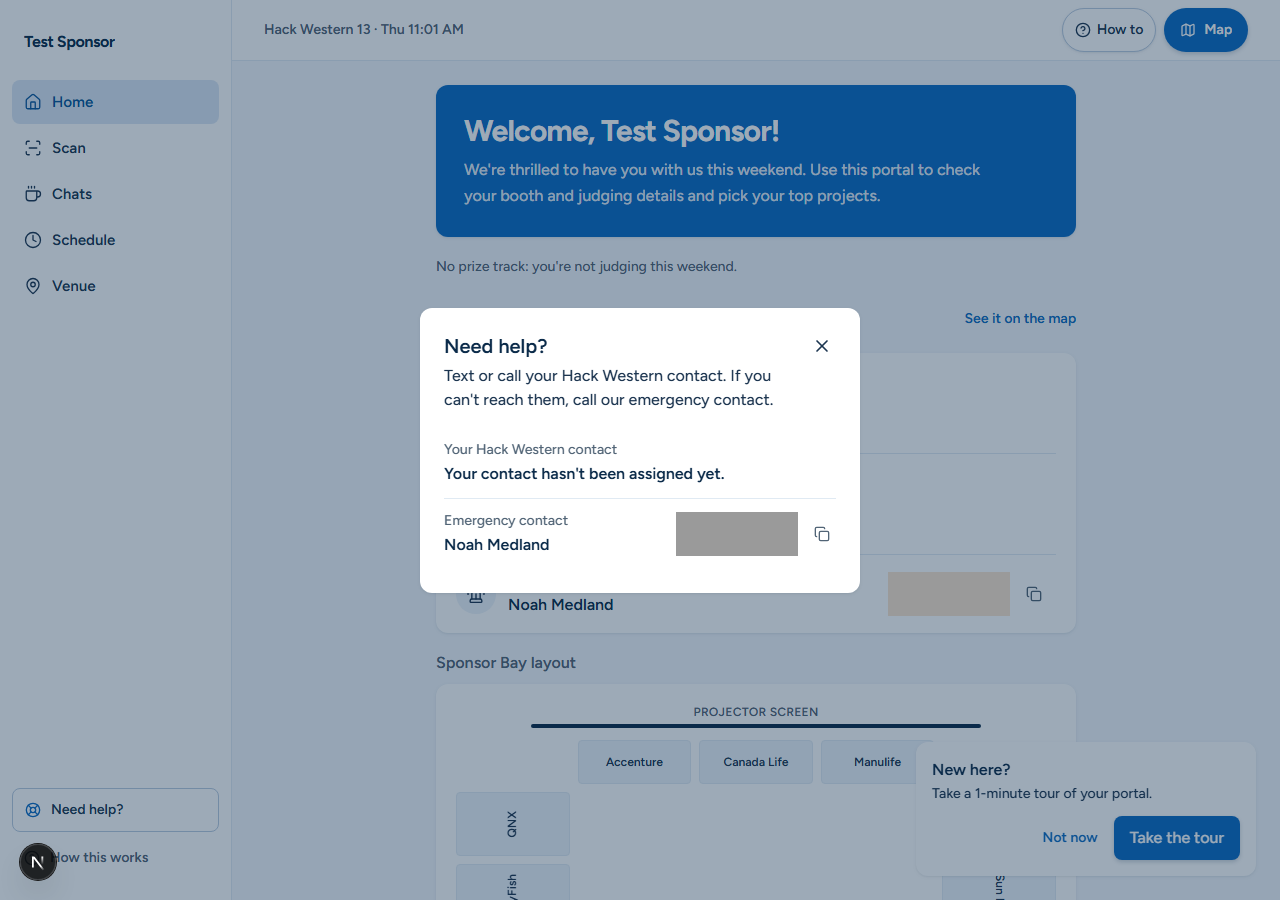 Test Sponsor
Hack Western 13 · Thu 11:01 AM
How to
Map
Home
Scan
Chats
Schedule
Venue
Welcome, Test Sponsor!
We're thrilled to have you with us this weekend. Use this portal to check
your booth and judging details and pick your top projects.
No prize track: you're not judging this weekend.
See it on the map
Need help?
Text or call your Hack Western contact. If you
can't reach them, call our emergency contact.
Your Hack Western contact
Your contact hasn't been assigned yet.
Emergency contact
Noah Medland
Noah Medland
Sponsor Bay layout
PROJECTOR SCREEN
Accenture
Canada Life
Manulife
QNX
New here?
Take a 1-minute tour of your portal.
Not now
Take the tour
Need help?
How this works
N